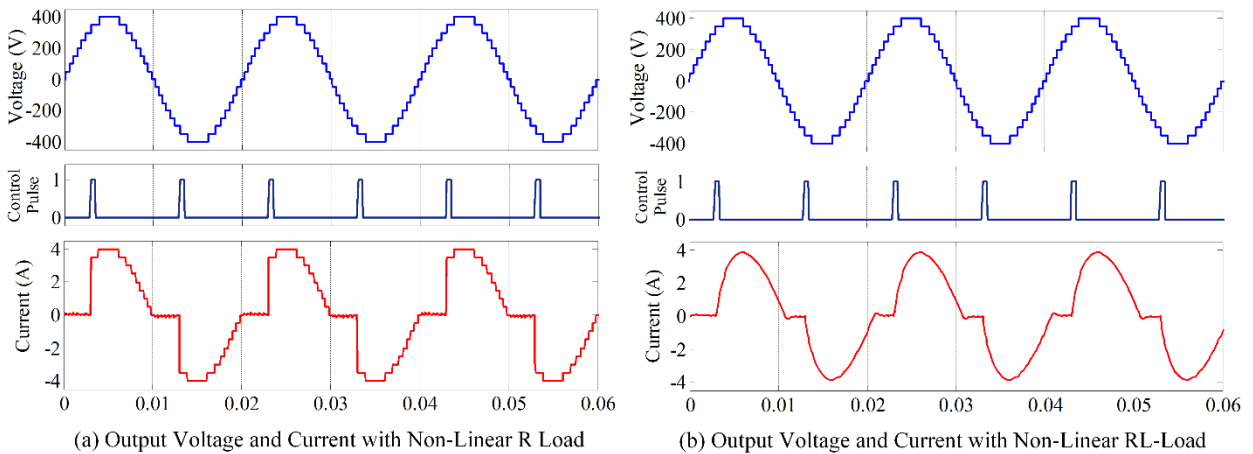 400
200
0
-200
-400
Voltage (V)
1
0
Control
Pulse
4
2
0
-2
-4
Current (A)
0 0.01 0.02 0.03 0.04 0.05 0.06
(a) Output Voltage and Current with Non-Linear R Load
400
200
0
-200
-400
Voltage (V)
1
0
Control
Pulse
4
2
0
-2
-4
Current (A)
0 0.01 0.02 0.03 0.04 0.05 0.06
(b) Output Voltage and Current with Non-Linear RL-Load